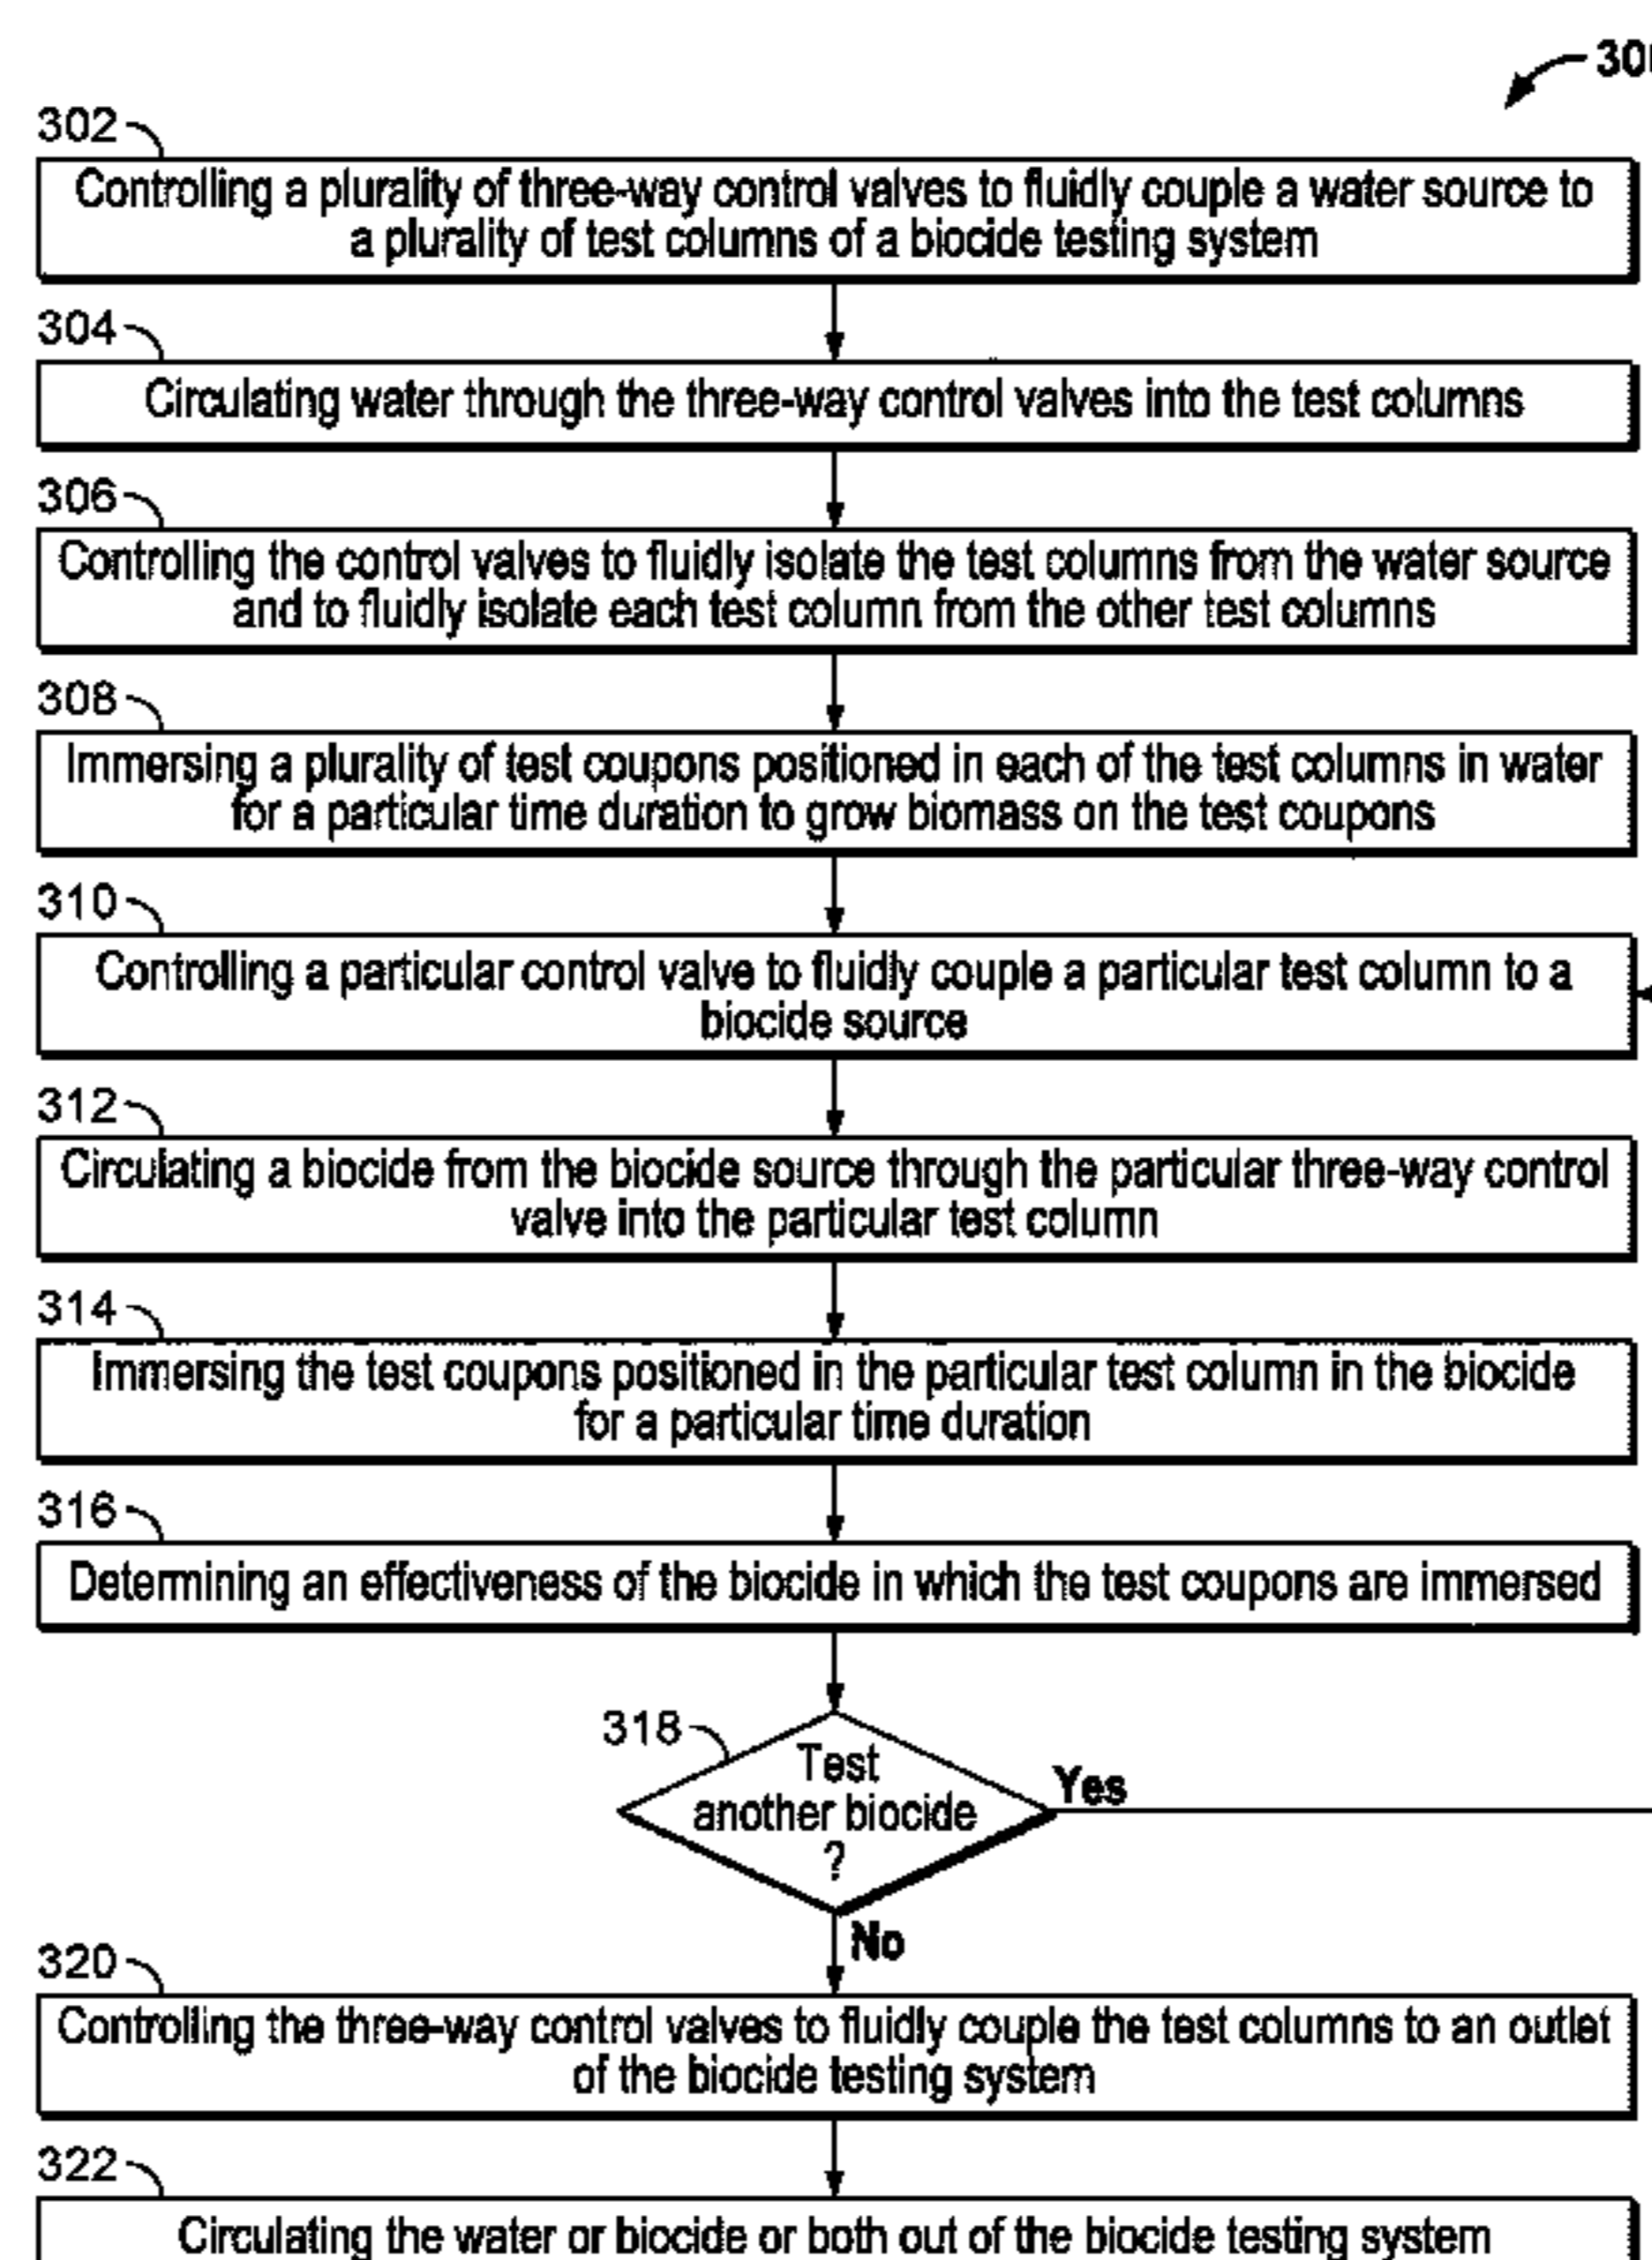 302
Controlling a plurality of three-way control valves to fluidly couple a water source to
a plurality of test columns of a biocide testing system
304
Circulating water through the three-way control valves into the test columns
306
Controlling the control valves to fluidly isolate the test columns from the water source
and to fluidly isolate each test column from the other test columns
308
Immersing a plurality of test coupons positioned in each of the test columns in water
for a particular time duration to grow biomass on the test coupons
310
Controlling a particular control valve to fluidly couple a particular test column to a
biocide source
312
Circulating a biocide from the biocide source through the particular three-way control
valve into the particular test column
314
Immersing the test coupons positioned in the particular test column in the biocide
for a particular time duration
316
Determining an effectiveness of the biocide in which the test coupons are immersed
318
Test
another biocide
?
Yes
No
320
Controlling the three-way control valves to fluidly couple the test columns to an outlet
of the biocide testing system
322
Circulating the water or biocide or both out of the biocide testing system